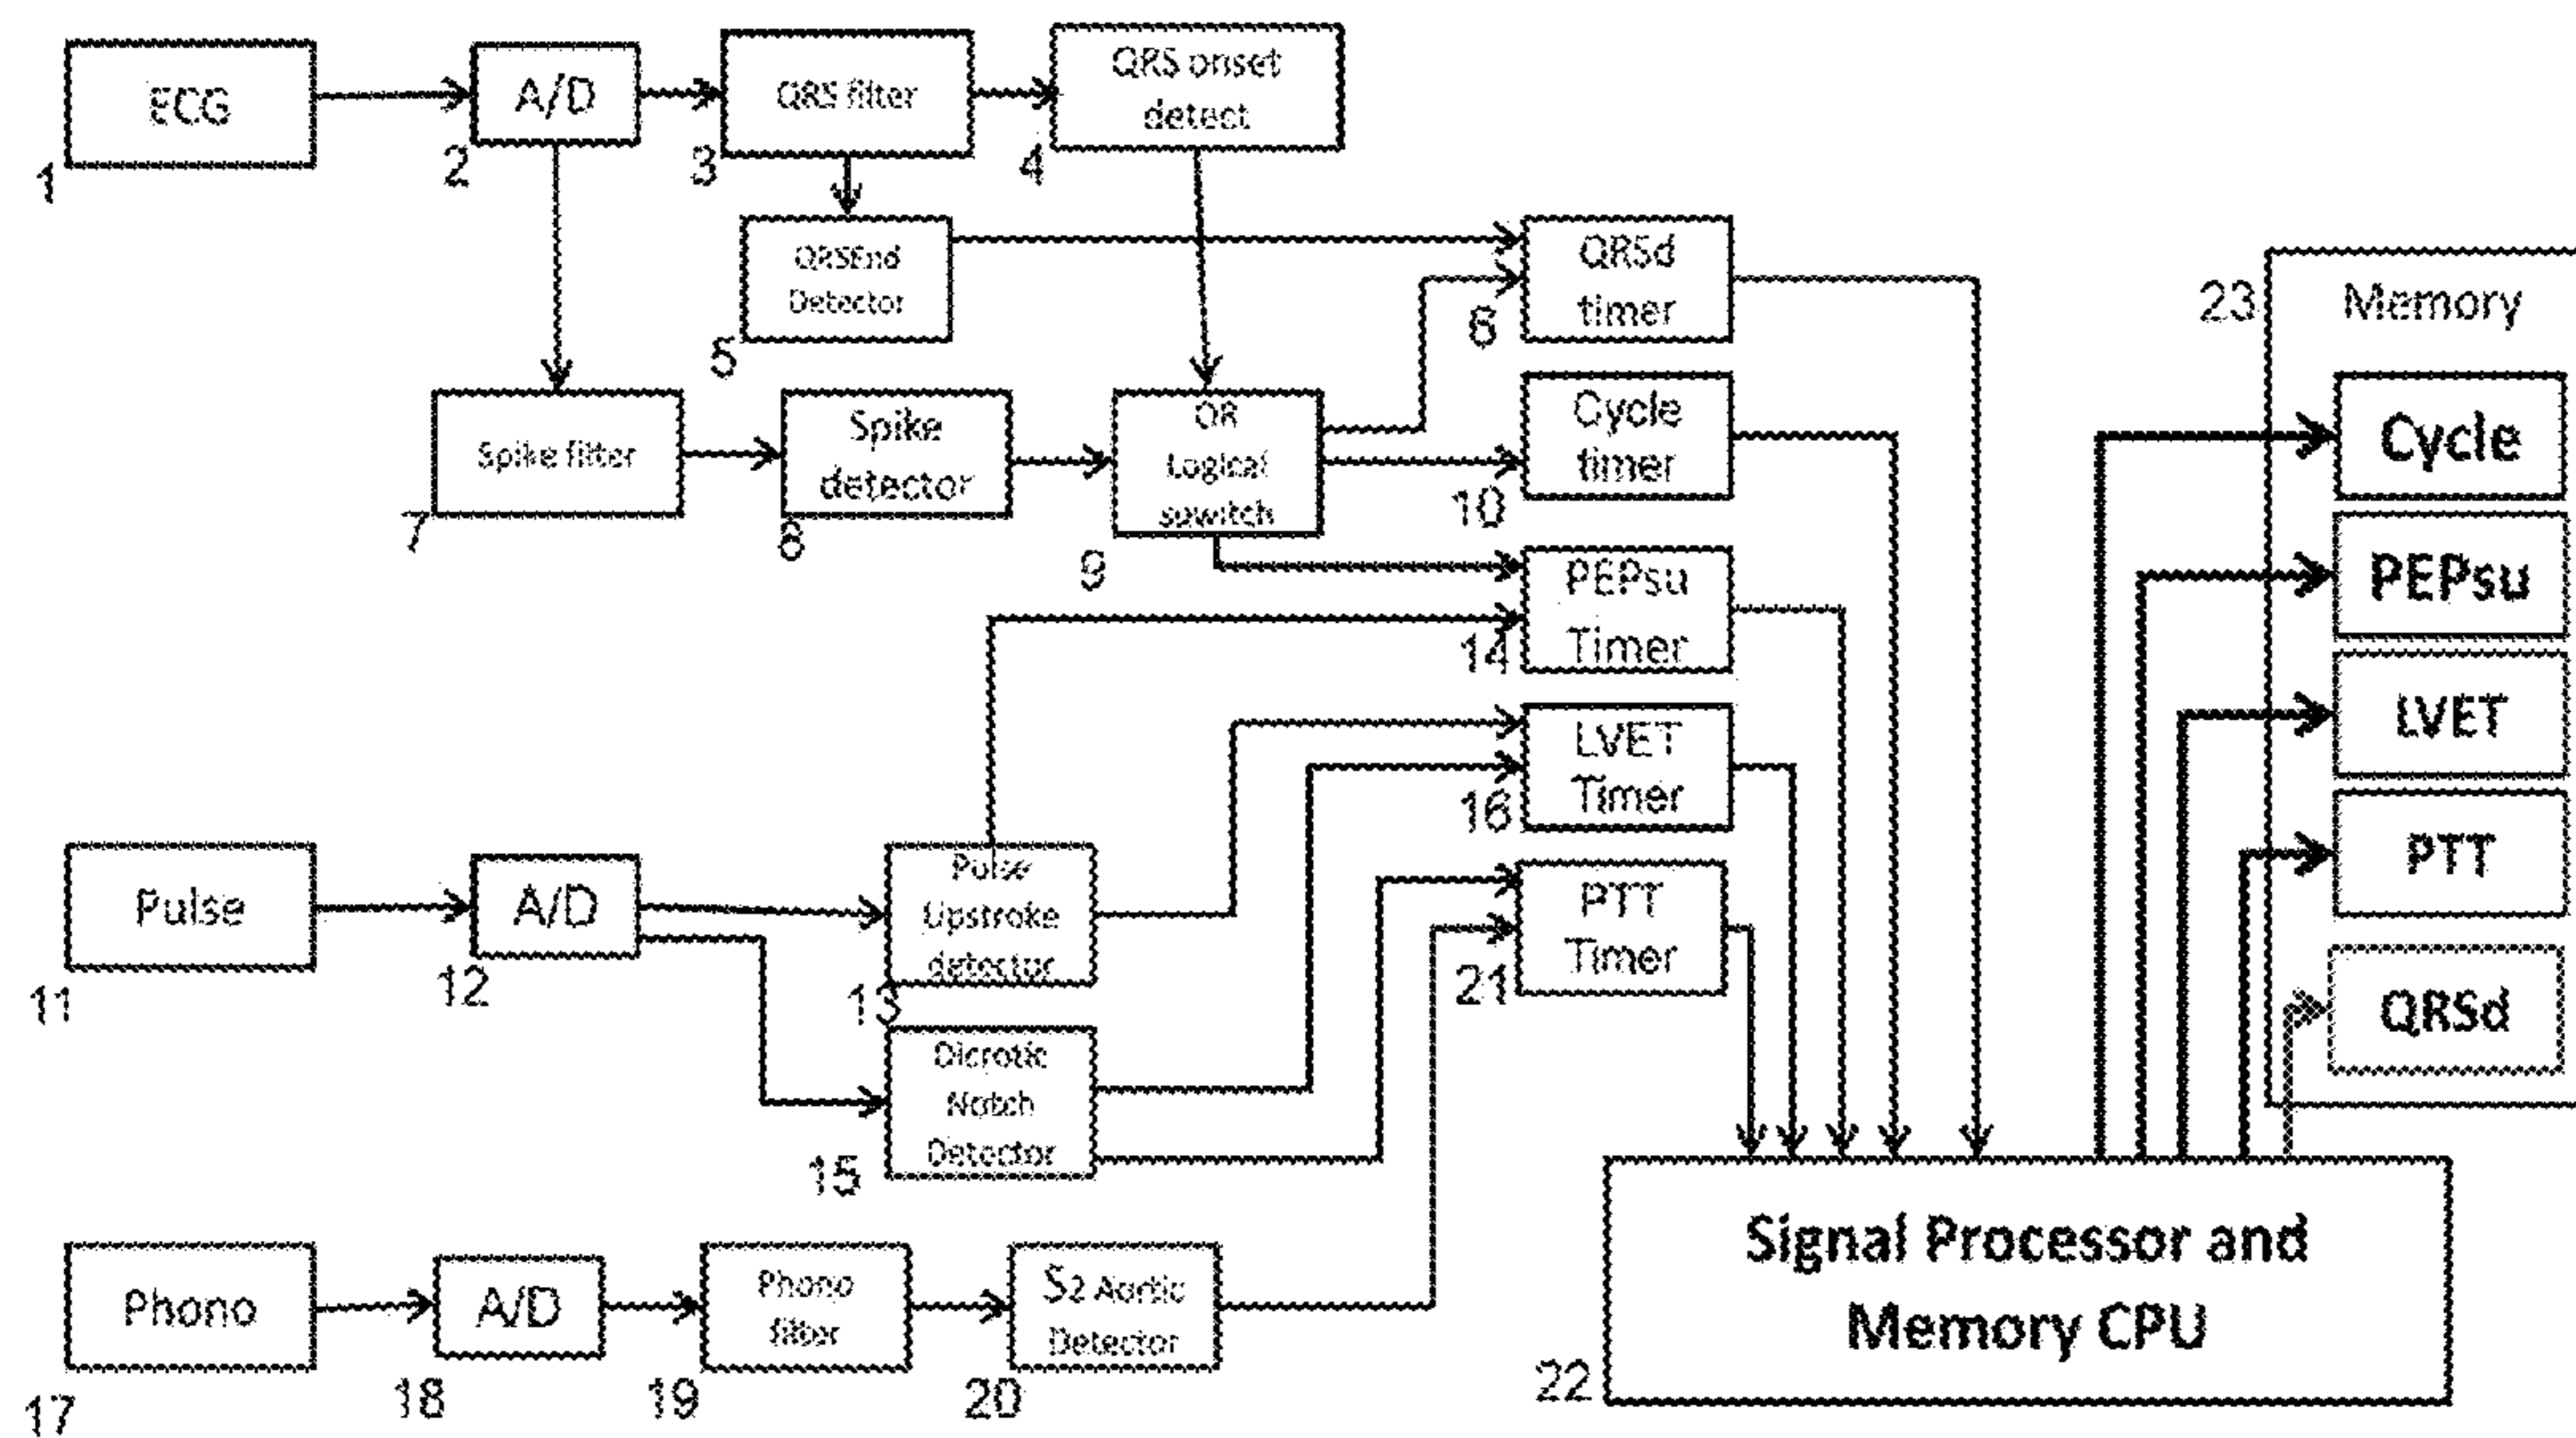 ECG
1
A/D
2
QRS filter
3
QRS onset
detect
4
QRSEnd
Detector
5
QRSd
timer
6
Spike filter
7
Spike
detector
8
OR
Logical
suwitch
9
Cycle
timer
10
PEPsu
Timer
14
LVET
Timer
16
PTT
Timer
21
Pulse
11
A/D
12
Pulse
Upstroke
detector
13
Dicrotic
Notch
Detector
15
Phono
17
A/D
18
Phono
filter
19
S2 Aortic
Detector
20
Signal Processor and
Memory CPU
22
23
Memory
Cycle
PEPsu
LVET
PTT
QRSd